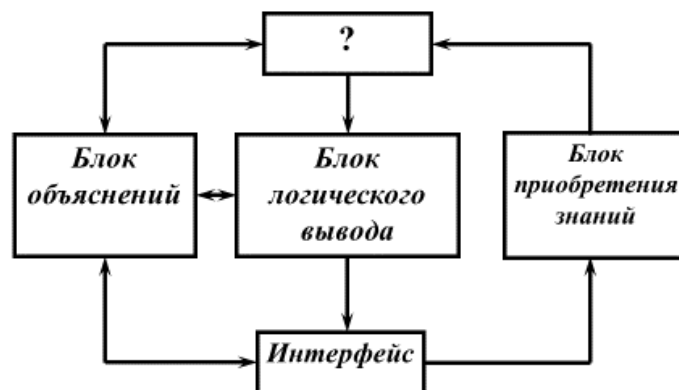 ?
Блок
объяснений
Блок
логического
вывода
Блок
приобретения
знаний
Интерфейс